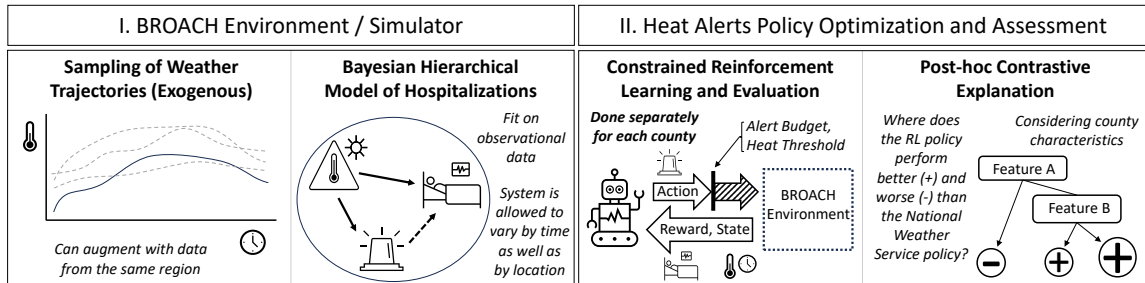 I. BROACH Environment / Simulator
Sampling of Weather
Trajectories (Exogenous)
Can augment with data
from the same region
Bayesian Hierarchical
Model of Hospitalizations
Fit on
observational
data
System is
allowed to
vary by time
as well as
by location
II. Heat Alerts Policy Optimization and Assessment
Constrained Reinforcement
Learning and Evaluation
Done separately
for each county
Alert Budget,
Heat Threshold
Action
Reward, State
BROACH
Environment
Post-hoc Contrastive
Explanation
Where does
the RL policy
perform
better (+) and
worse (-) than
the National
Weather
Service policy?
Considering county
characteristics
Feature A
Feature B